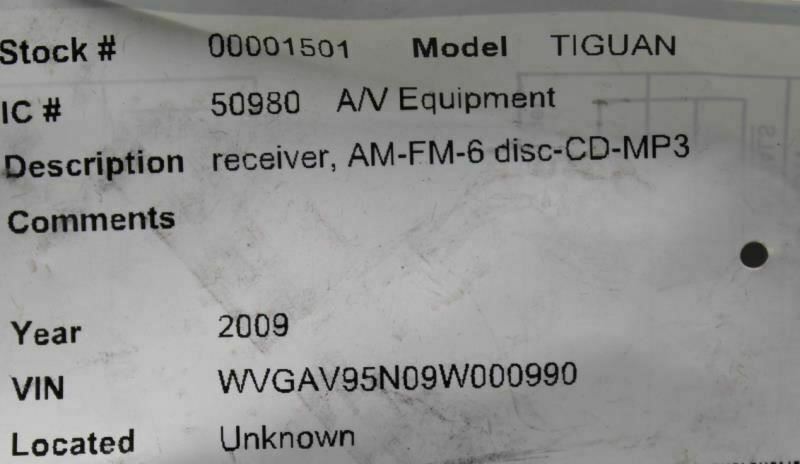 Stock # 00001501 Model TIGUAN
IC # 50980 A/V Equipment
Description receiver, AM-FM-6 disc-CD-MP3
Comments
Year 2009
VIN WVGAV95N09W000990
Located Unknown